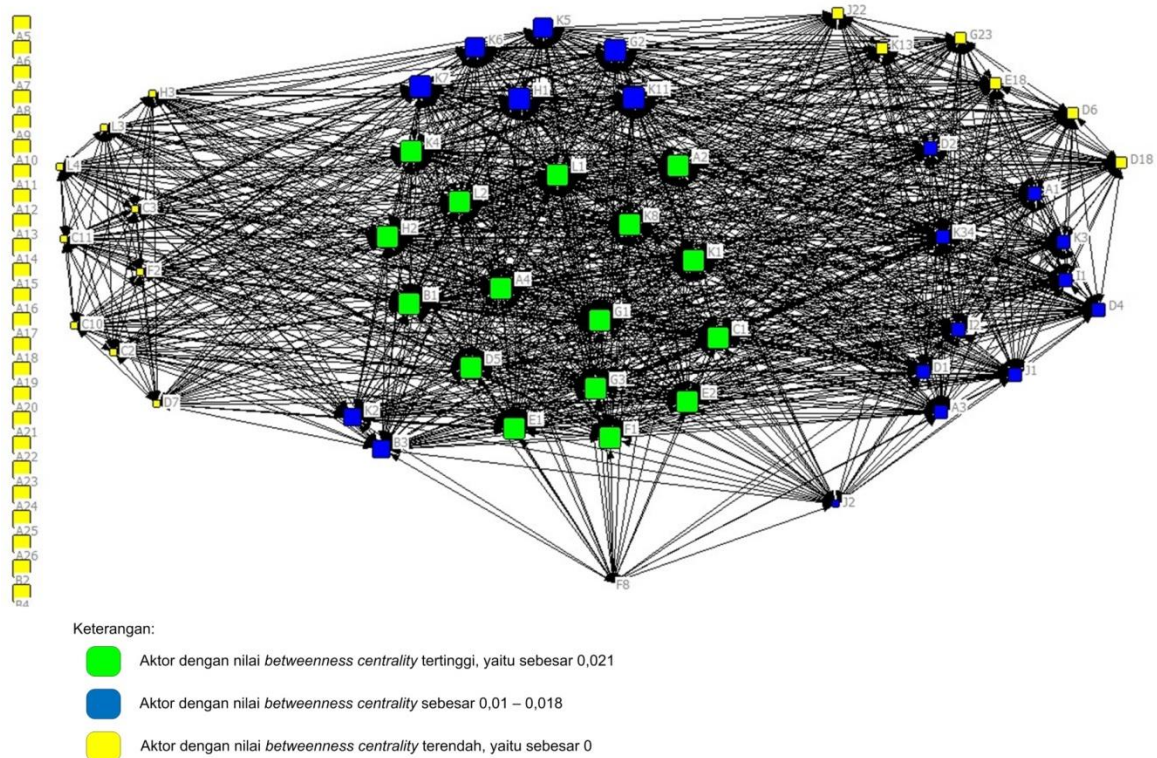 J22
K5
G23
K13
K6
G2
A5
A6
K7
E18
A7
H3
H1
K11
A8
D6
L3
A9
K4
D2
A10
L4
L1
A2
D18
A11
A1
L2
A12
C3
K8
A13
C11
H2
K34
K3
A14
F2
K1
A15
A4
I1
A16
B1
D4
C10
G1
A17
I2
C2
C1
A18
D5
D1
J1
A19
G3
D7
E2
A20
K2
A3
A21
E1
F1
B3
A22
A23
A24
J2
A25
A26
B2
F8
B4
Keterangan:
Aktor dengan nilai betweenness centrality tertinggi, yaitu sebesar 0,021
Aktor dengan nilai betweenness centrality sebesar 0,01 – 0,018
Aktor dengan nilai betweenness centrality terendah, yaitu sebesar 0